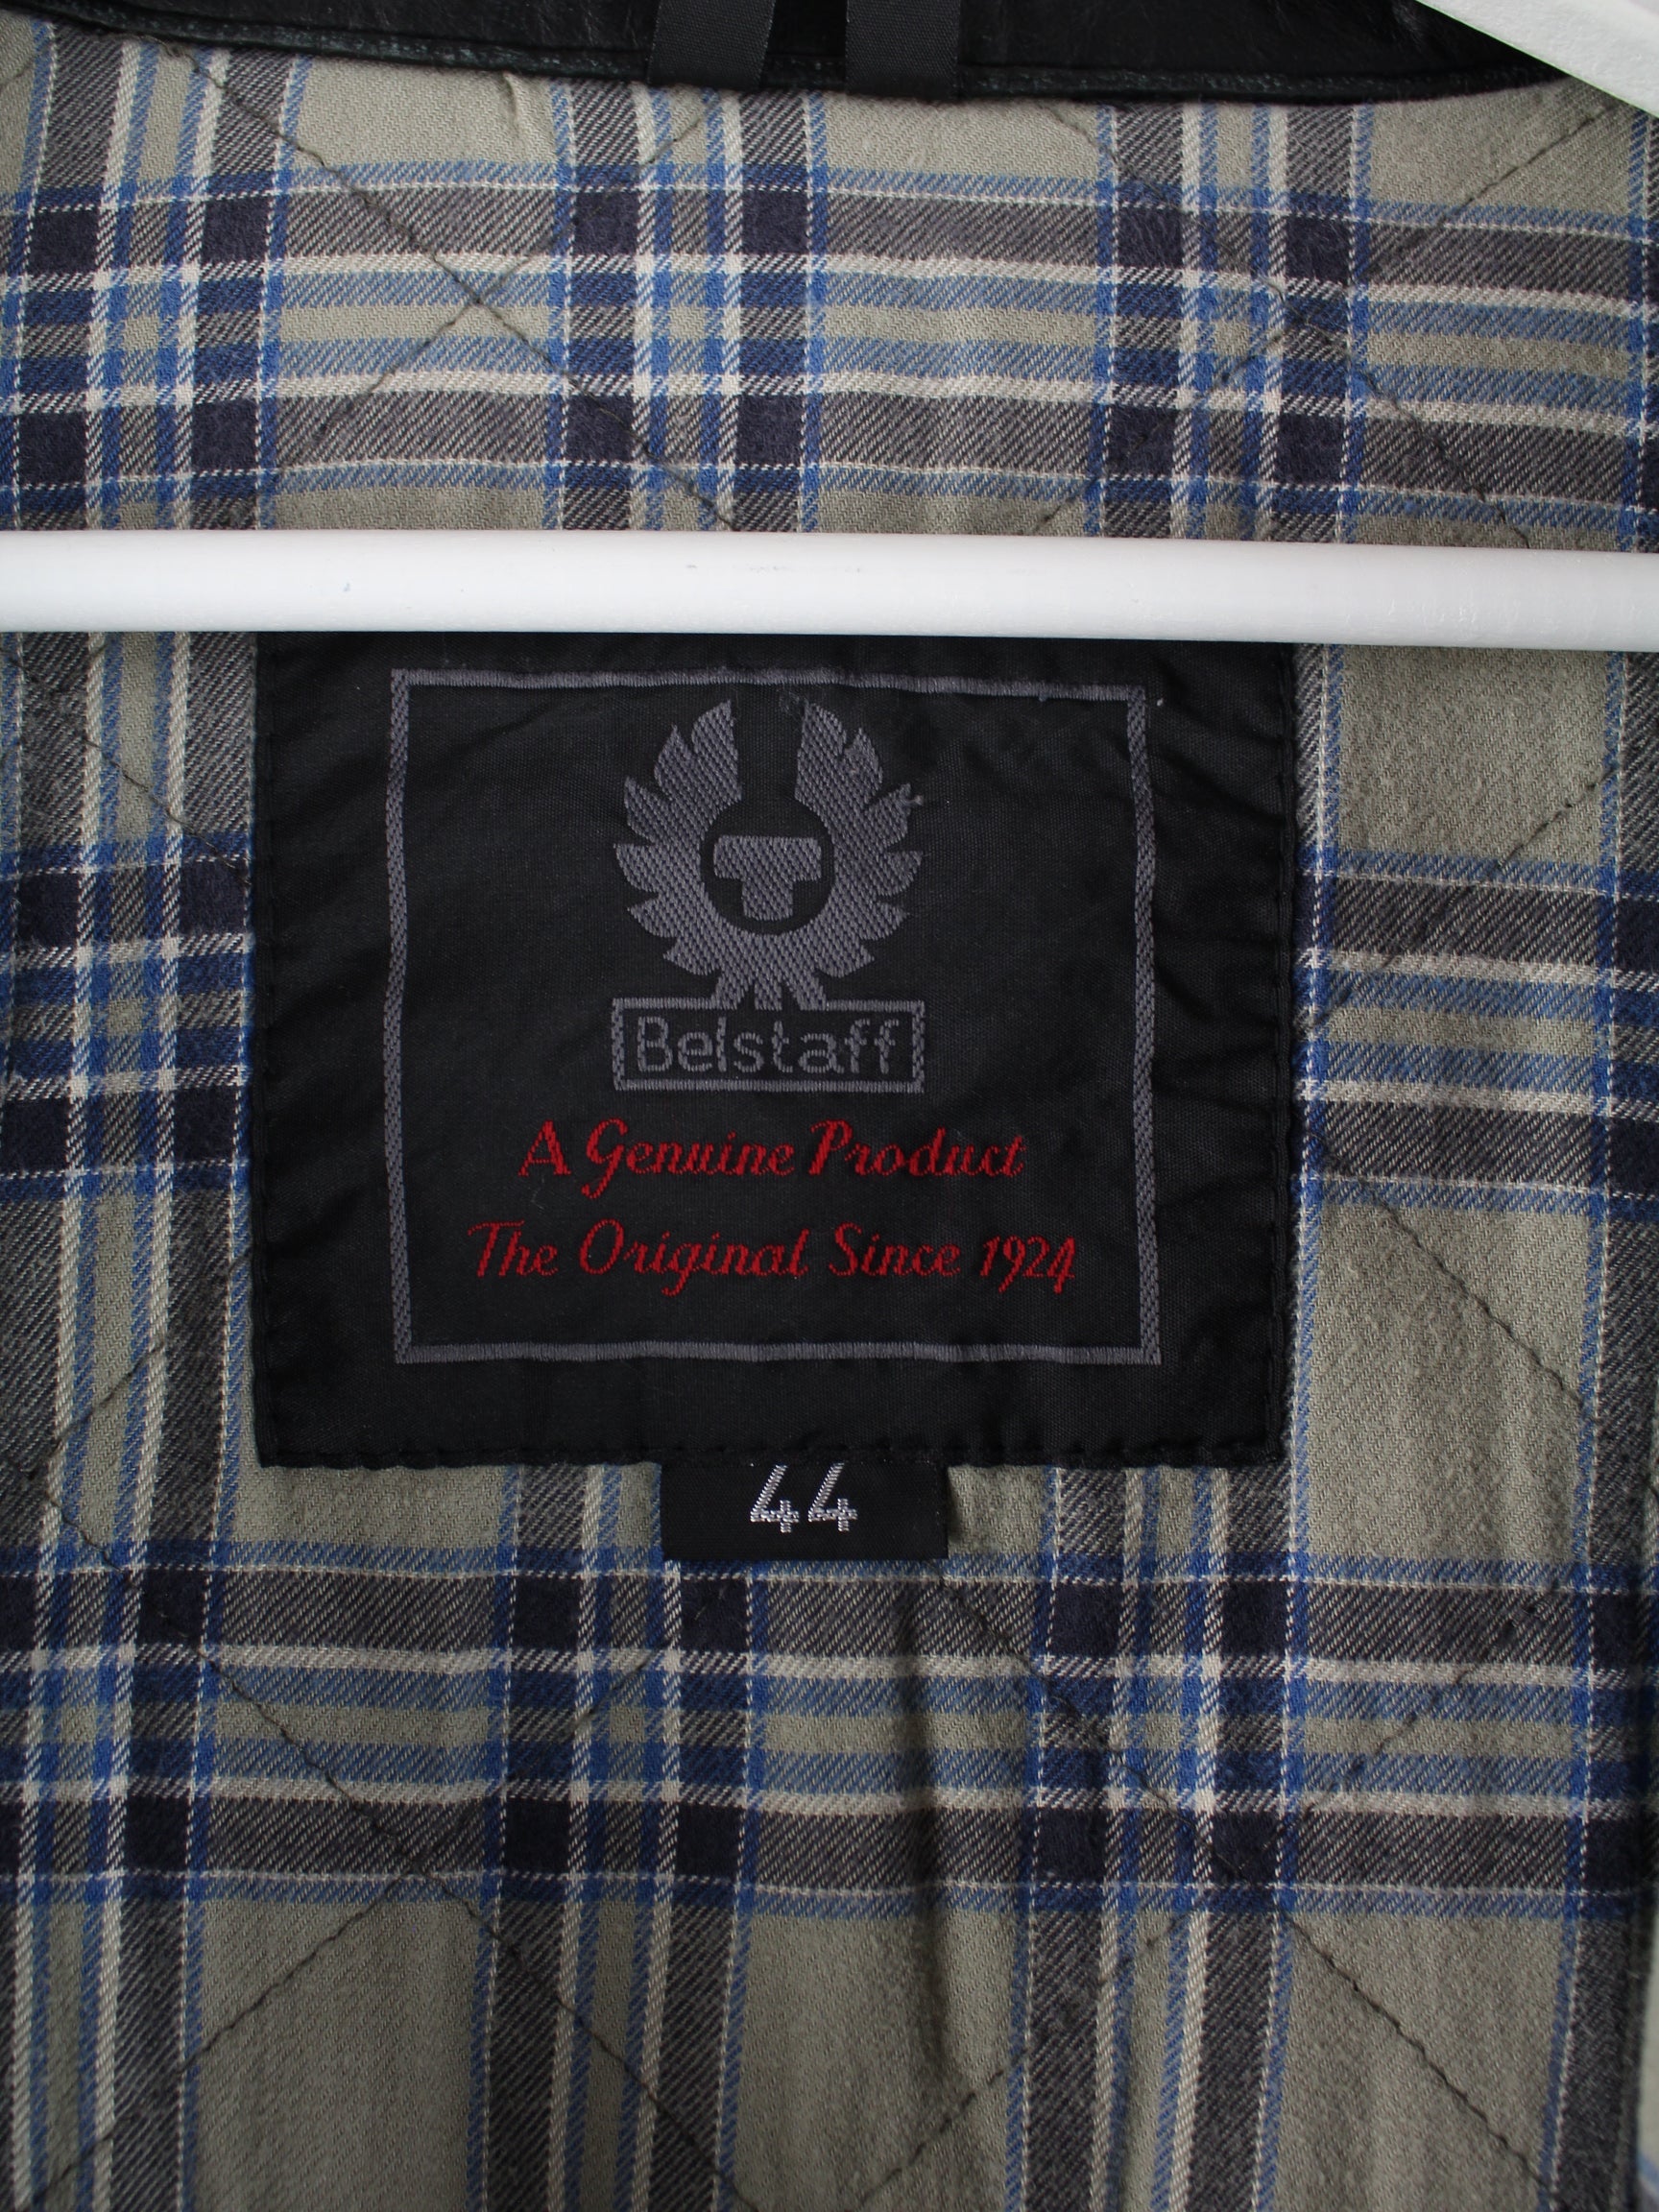 Belstaff
A Genuine Product
The Original Since 1924
44